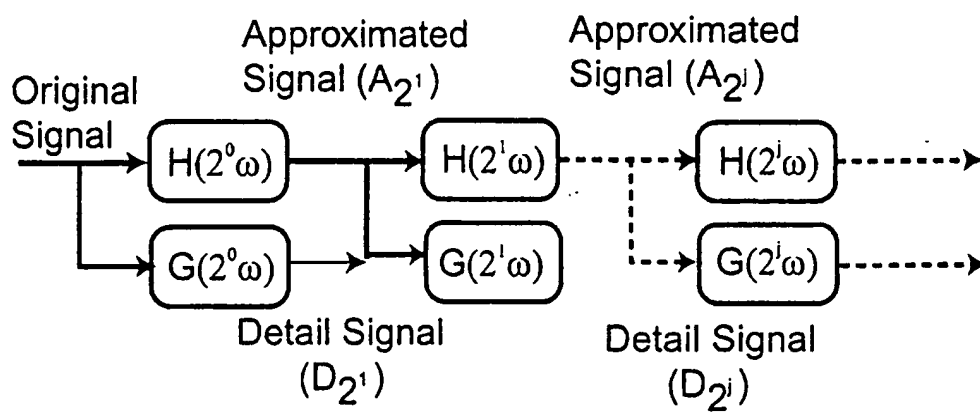 Approximated
Signal (A₂¹)
Approximated
Signal (A₂ʲ)
Original
Signal
H(2⁰ω)
H(2¹ω)
H(2ʲω)
G(2⁰ω)
G(2¹ω)
G(2ʲω)
Detail Signal
(D₂¹)
Detail Signal
(D₂ʲ)